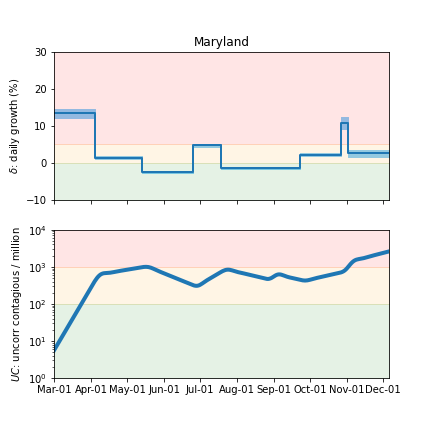 Maryland
δ: daily growth (%)
30
20
10
0
−10
UC: uncorr contagious / million
10⁴
10³
10²
10¹
10⁰
Mar-01 Apr-01 May-01 Jun-01 Jul-01 Aug-01 Sep-01 Oct-01 Nov-01 Dec-01